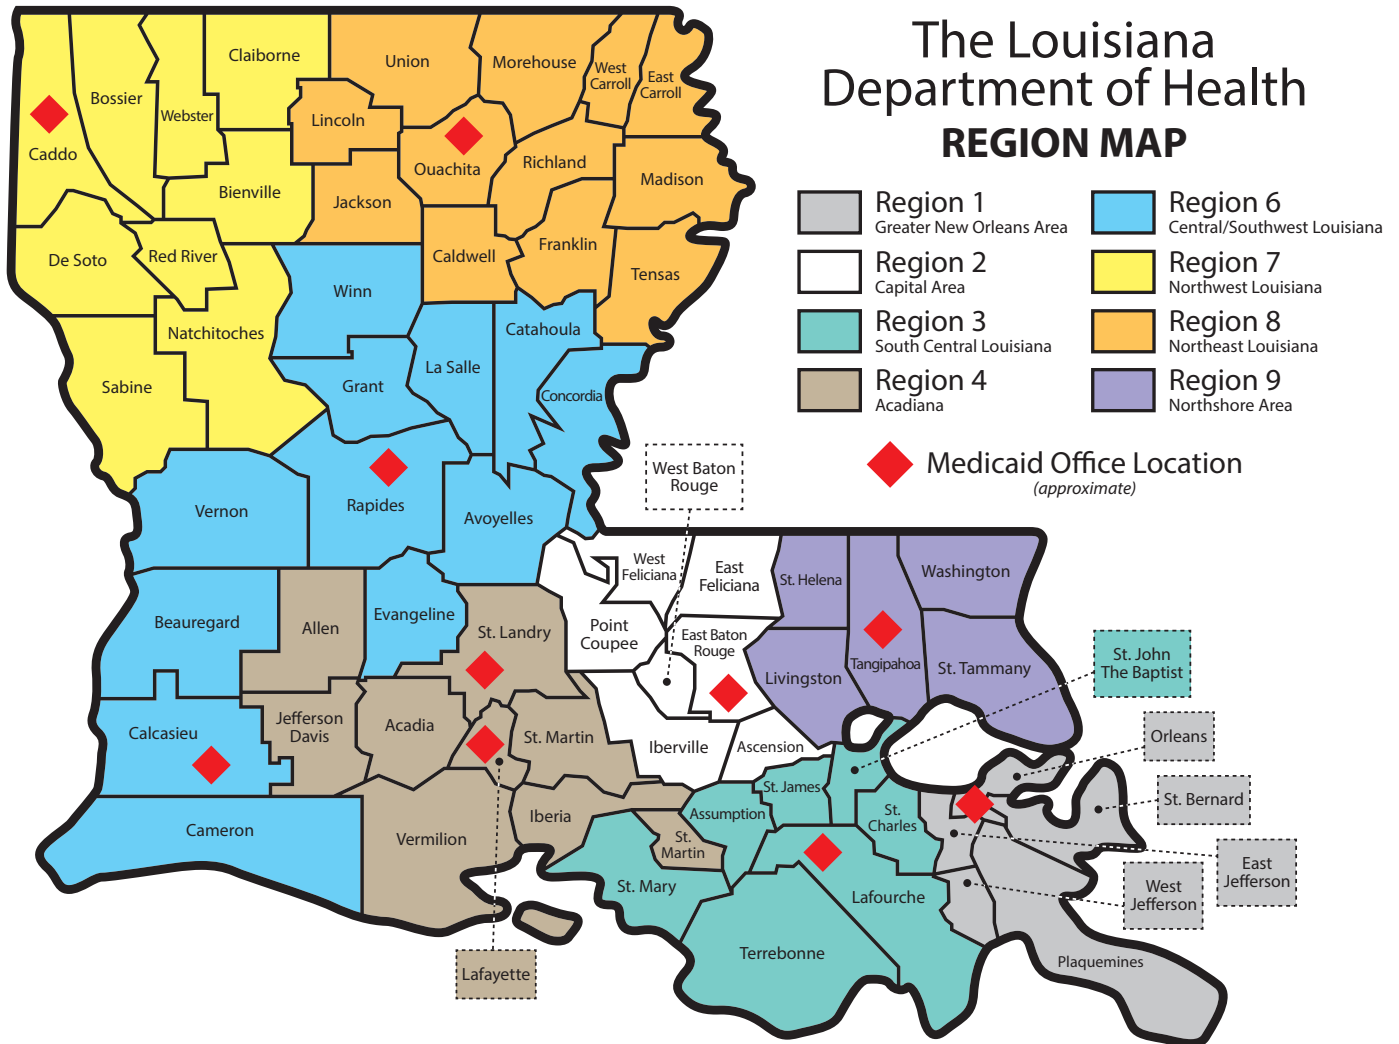 The Louisiana
Department of Health
REGION MAP
Region 1
Greater New Orleans Area
Region 2
Capital Area
Region 3
South Central Louisiana
Region 4
Acadiana
Region 6
Central/Southwest Louisiana
Region 7
Northwest Louisiana
Region 8
Northeast Louisiana
Region 9
Northshore Area
Medicaid Office Location
(approximate)
Caddo
Bossier
Webster
Claiborne
Union
Morehouse
West
Carroll
East
Carroll
Lincoln
Ouachita
Richland
Madison
Bienville
Jackson
De Soto
Red River
Caldwell
Franklin
Tensas
Natchitoches
Winn
Catahoula
Sabine
Grant
La Salle
Concordia
Vernon
Rapides
Avoyelles
West Baton
Rouge
West
Feliciana
East
Feliciana
St. Helena
Washington
Beauregard
Allen
Evangeline
St. Landry
Point
Coupee
East Baton
Rouge
Livingston
Tangipahoa
St. Tammany
St. John
The Baptist
Calcasieu
Jefferson
Davis
Acadia
St. Martin
Iberville
Ascension
Orleans
St. James
St. Bernard
Cameron
Vermilion
Iberia
Assumption
St.
Charles
St.
Martin
East
Jefferson
West
Jefferson
St. Mary
Lafourche
Terrebonne
Plaquemines
Lafayette